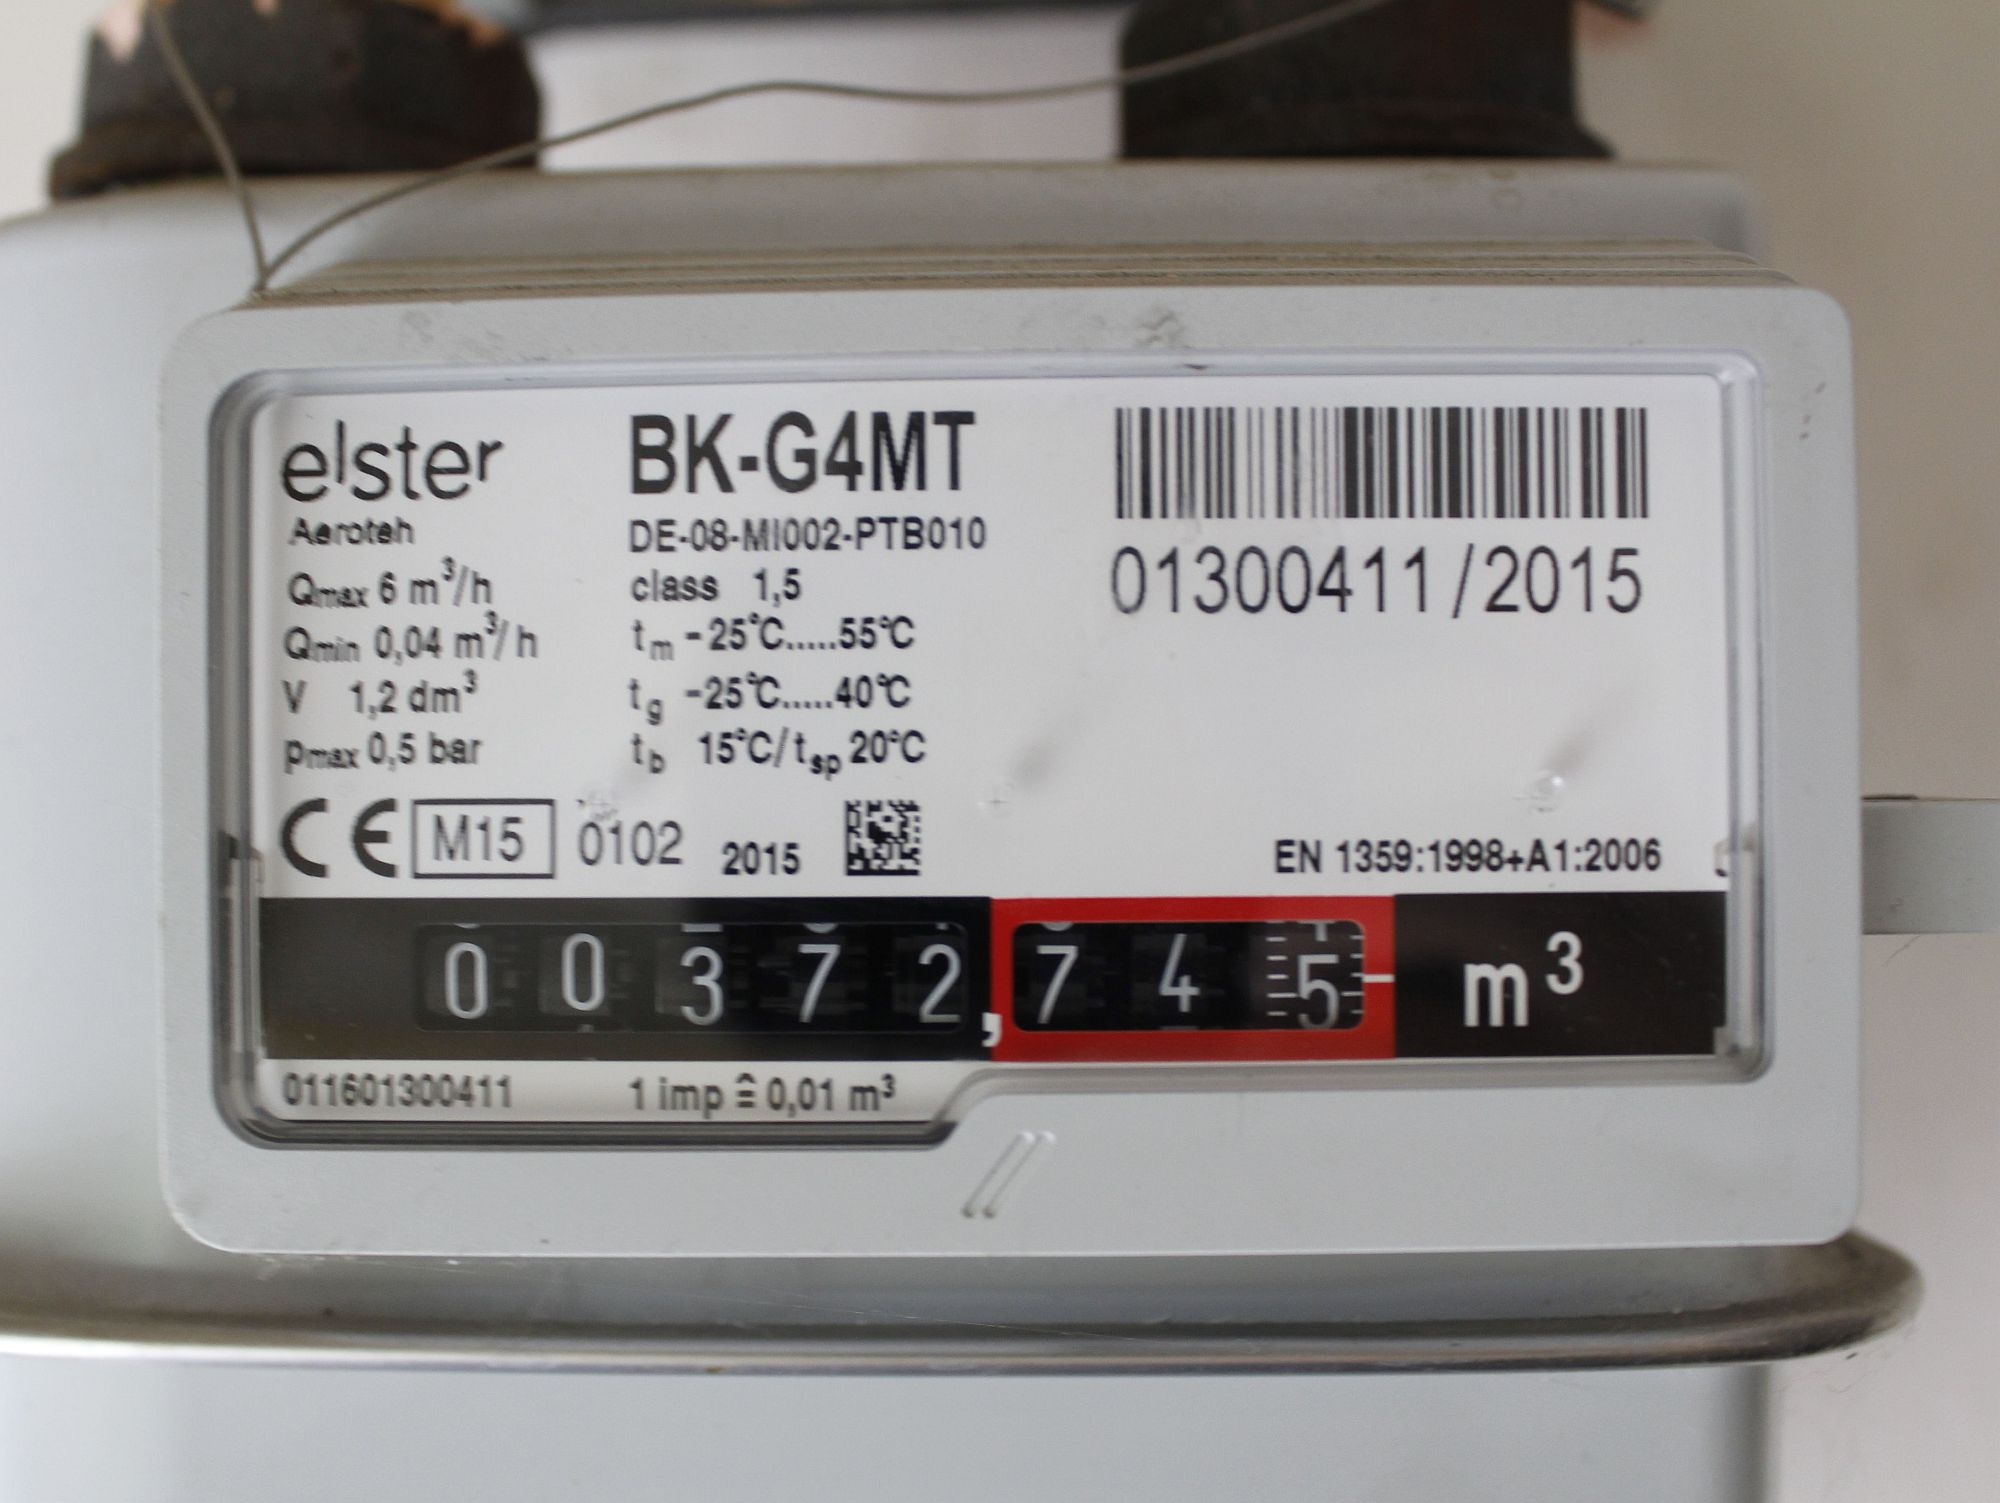 elster
Aeroteh
Qmax 6 m³/h
Qmin 0,04 m³/h
V 1,2 dm³
pmax 0,5 bar
CE M15 0102 2015
BK-G4MT
DE-08-MI002-PTB010
class 1,5
tm -25°C.....55°C
tg -25°C.....40°C
tb 15°C/tsp 20°C
01300411/2015
EN 1359:1998+A1:2006
00372,745 m³
011601300411 1 imp ≙ 0,01 m³